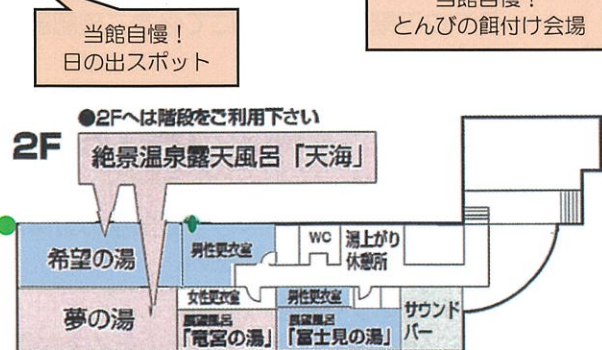 当館自慢！
日の出スポット
当館自慢！
とんびの餌付け会場
●2Fへは階段をご利用下さい
2F
絶景温泉露天風呂「天海」
希望の湯
男性更衣室
WC
湯上がり
休憩所
夢の湯
女性更衣室
男性更衣室
展望風呂
「竜宮の湯」
展望風呂
「富士見の湯」
サウンド
バー